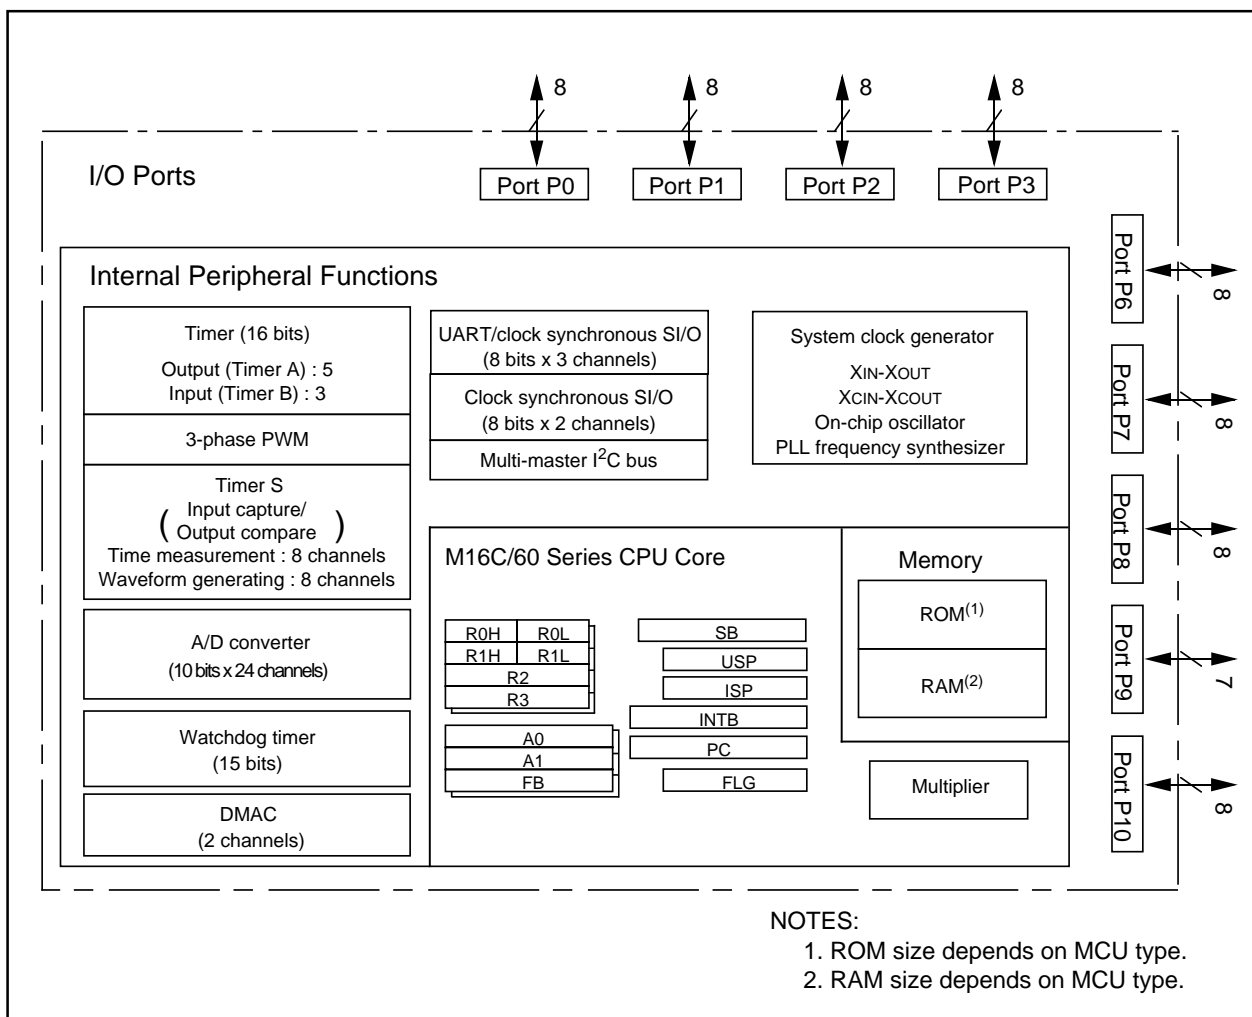 8 8 8 8
I/O Ports
Port P0 Port P1 Port P2 Port P3
Internal Peripheral Functions
Timer (16 bits)
Output (Timer A) : 5
Input (Timer B) : 3
3-phase PWM
Timer S
( Input capture/
Output compare )
Time measurement : 8 channels
Waveform generating : 8 channels
A/D converter
(10 bits x 24 channels)
Watchdog timer
(15 bits)
DMAC
(2 channels)
UART/clock synchronous SI/O
(8 bits x 3 channels)
Clock synchronous SI/O
(8 bits x 2 channels)
Multi-master I²C bus
System clock generator
XIN-XOUT
XCIN-XCOUT
On-chip oscillator
PLL frequency synthesizer
M16C/60 Series CPU Core
R0H R0L
R1H R1L
R2
R3
A0
A1
FB
SB
USP
ISP
INTB
PC
FLG
Memory
ROM(1)
RAM(2)
Multiplier
Port P6 8
Port P7 8
Port P8 8
Port P9 7
Port P10 8
NOTES:
1. ROM size depends on MCU type.
2. RAM size depends on MCU type.